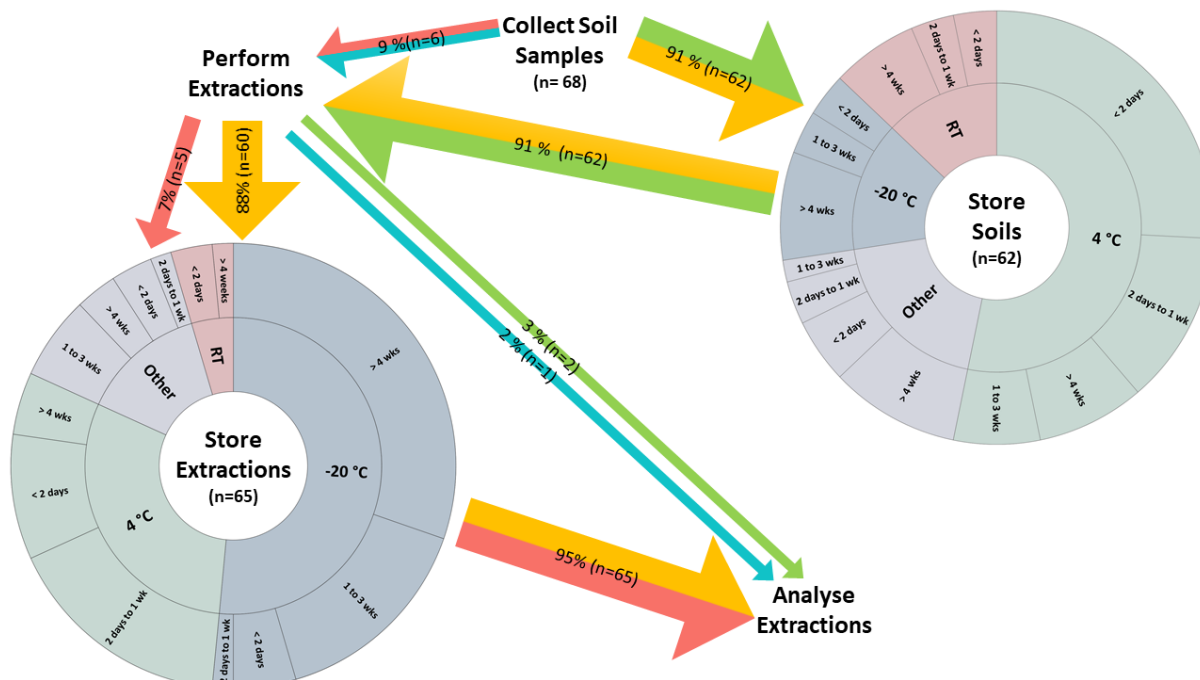 Collect Soil
Samples
(n= 68)
9 %(n=6)
91 % (n=62)
Perform
Extractions
91 % (n=62)
7% (n=5)
88% (n=60)
3 % (n=2)
2 % (n=1)
Store
Soils
(n=62)
4 °C
< 2 days
2 days to 1 wk
> 4 wks
1 to 3 wks
Other
> 4 wks
< 2 days
2 days to 1 wk
1 to 3 wks
-20 °C
> 4 wks
1 to 3 wks
< 2 days
RT
> 4 wks
2 days to 1 wk
< 2 days
Store
Extractions
(n=65)
-20 °C
> 4 wks
1 to 3 wks
< 2 days
2 days to 1 wk
4 °C
2 days to 1 wk
< 2 days
> 4 wks
Other
1 to 3 wks
> 4 wks
< 2 days
2 days to 1 wk
RT
< 2 days
> 4 weeks
95% (n=65)
Analyse
Extractions